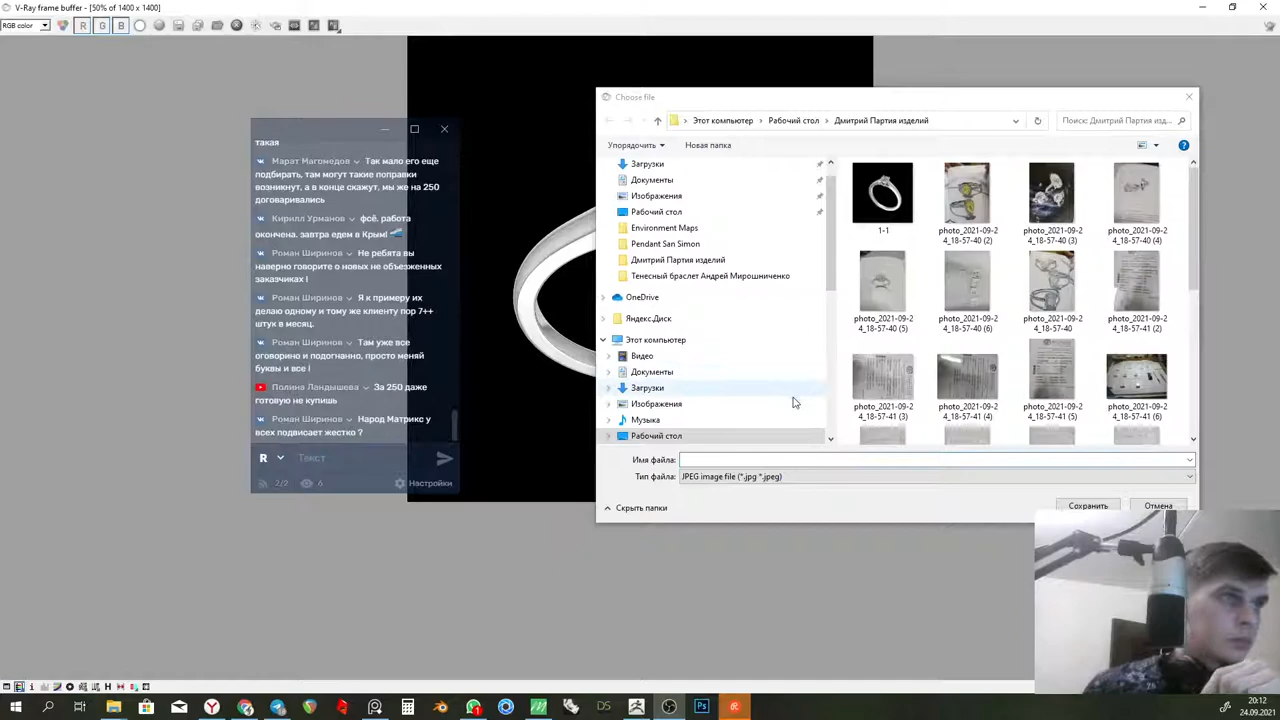 V-Ray frame buffer - [50% of 1400 x 1400]
RGB color
R
G
B
такая
Марат Магомедов
Так мало его еще
подбирать, там могут такие поправки
возникнут, а в конце скажут, мы же на 250
договаривались
Кирилл Урманов
фсё. работа
окончена. завтра едем в Крым!
Роман Ширинов
Не ребята вы
наверно говорите о новых не объезженных
заказчиках !
Роман Ширинов
Я к примеру их
делаю одному и тому же клиенту пор 7++
штук в месяц.
Роман Ширинов
Там уже все
оговорино и подогнанно, просто меняй
буквы и все !
Полина Ландышева
За 250 даже
готовую не купишь
Роман Ширинов
Народ Матрикс у
всех подвисает жестко ?
R
Текст
2/2
6
Настройки
Choose file
Этот компьютер
Рабочий стол
Дмитрий Партия изделий
Поиск: Дмитрий Партия изд...
Упорядочить
Новая папка
Загрузки
Документы
Изображения
Рабочий стол
Environment Maps
Pendant San Simon
Дмитрий Партия изделий
Тенесный браслет Андрей Мирошниченко
OneDrive
Яндекс.Диск
Этот компьютер
Видео
Документы
Загрузки
Изображения
Музыка
Рабочий стол
1-1
photo_2021-09-2
4_18-57-40 (2)
photo_2021-09-2
4_18-57-40 (3)
photo_2021-09-2
4_18-57-40 (4)
photo_2021-09-2
4_18-57-40 (5)
photo_2021-09-2
4_18-57-40 (6)
photo_2021-09-2
4_18-57-40
photo_2021-09-2
4_18-57-41 (2)
photo_2021-09-2
4_18-57-41 (3)
photo_2021-09-2
4_18-57-41 (4)
photo_2021-09-2
4_18-57-41 (5)
photo_2021-09-2
4_18-57-41 (6)
Имя файла:
Тип файла:
JPEG image file (*.jpg *.jpeg)
Скрыть папки
Сохранить
Отмена
DS
Ps
20:12
24.09.2021